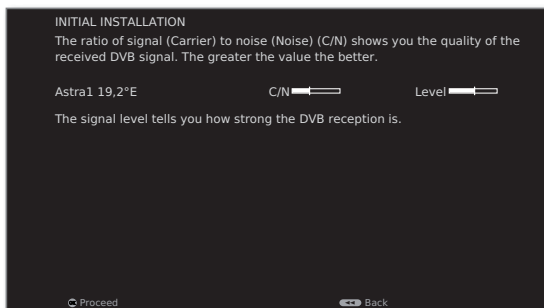 INITIAL INSTALLATION
The ratio of signal (Carrier) to noise (Noise) (C/N) shows you the quality of the
received DVB signal. The greater the value the better.
Astra1 19,2°E C/N Level
The signal level tells you how strong the DVB reception is.
OK Proceed Back